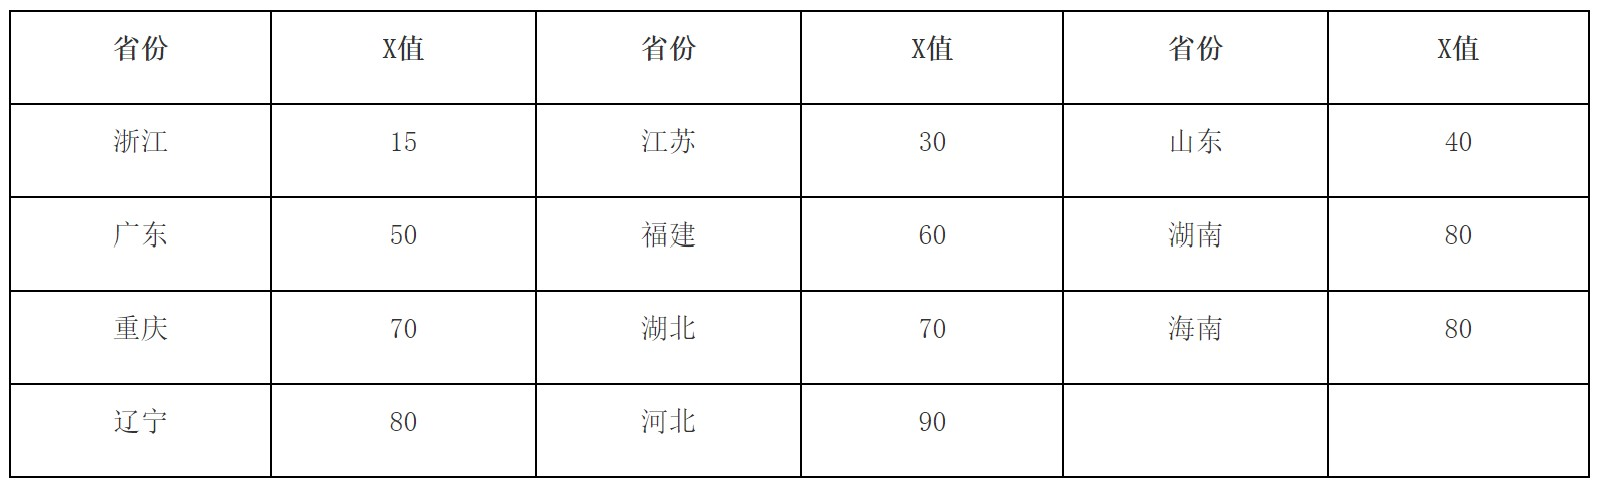 省份 X值 省份 X值 省份 X值
浙江 15 江苏 30 山东 40
广东 50 福建 60 湖南 80
重庆 70 湖北 70 海南 80
辽宁 80 河北 90